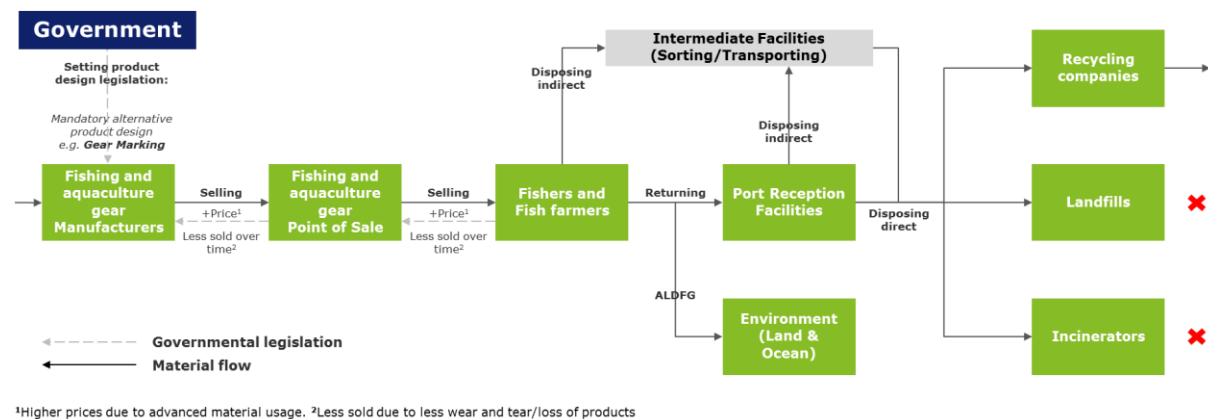 Government
Setting product
design legislation:
Mandatory alternative
product design
e.g. Gear Marking
Fishing and
aquaculture
gear
Manufacturers
Selling
+Price¹
Less sold over
time²
Fishing and
aquaculture
gear
Point of Sale
Selling
+Price¹
Less sold over
time²
Fishers and
Fish farmers
Disposing
indirect
Intermediate Facilities
(Sorting/Transporting)
Disposing
indirect
Returning
Port Reception
Facilities
Disposing
direct
ALDFG
Environment
(Land &
Ocean)
Recycling
companies
Landfills
Incinerators
Governmental legislation
Material flow
¹Higher prices due to advanced material usage. ²Less sold due to less wear and tear/loss of products